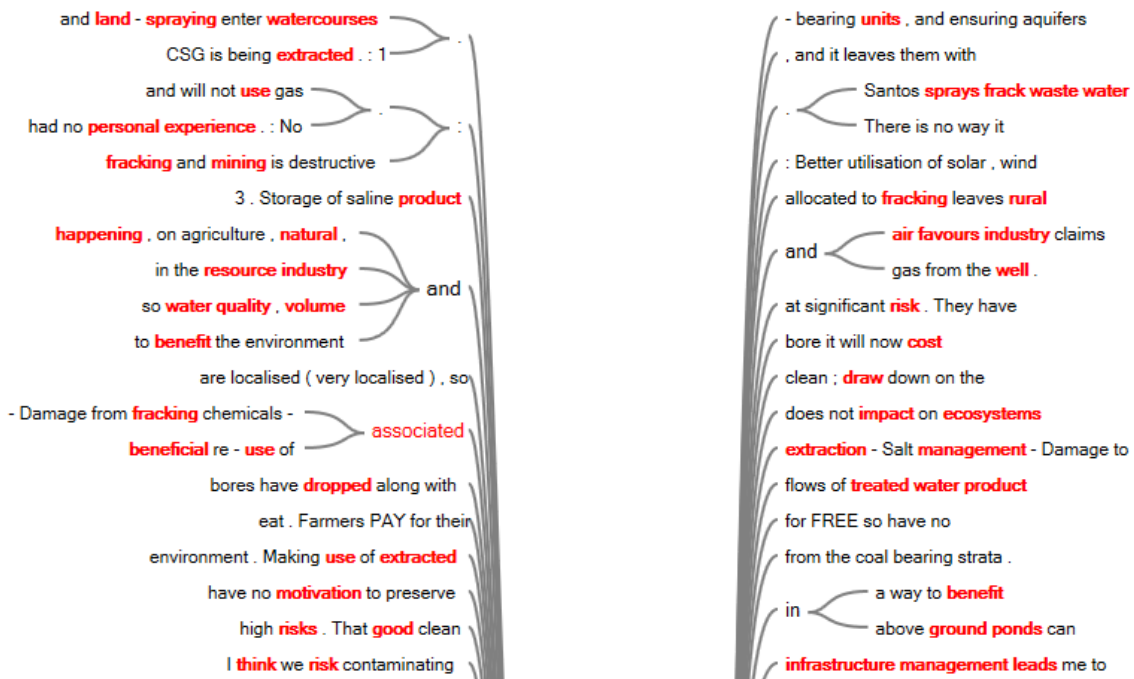 and land - spraying enter watercourses
CSG is being extracted . : 1
.
and will not use gas
had no personal experience . : No
.
fracking and mining is destructive
:
3 . Storage of saline product
happening , on agriculture , natural ,
in the resource industry
so water quality , volume
to benefit the environment
and
are localised ( very localised ) , so
- Damage from fracking chemicals -
beneficial re - use of
associated
bores have dropped along with
eat . Farmers PAY for their
environment . Making use of extracted
have no motivation to preserve
high risks . That good clean
I think we risk contaminating
- bearing units , and ensuring aquifers
, and it leaves them with
.
Santos sprays frack waste water
There is no way it
: Better utilisation of solar , wind
allocated to fracking leaves rural
and
air favours industry claims
gas from the well .
at significant risk . They have
bore it will now cost
clean ; draw down on the
does not impact on ecosystems
extraction - Salt management - Damage to
flows of treated water product
for FREE so have no
from the coal bearing strata .
in
a way to benefit
above ground ponds can
infrastructure management leads me to